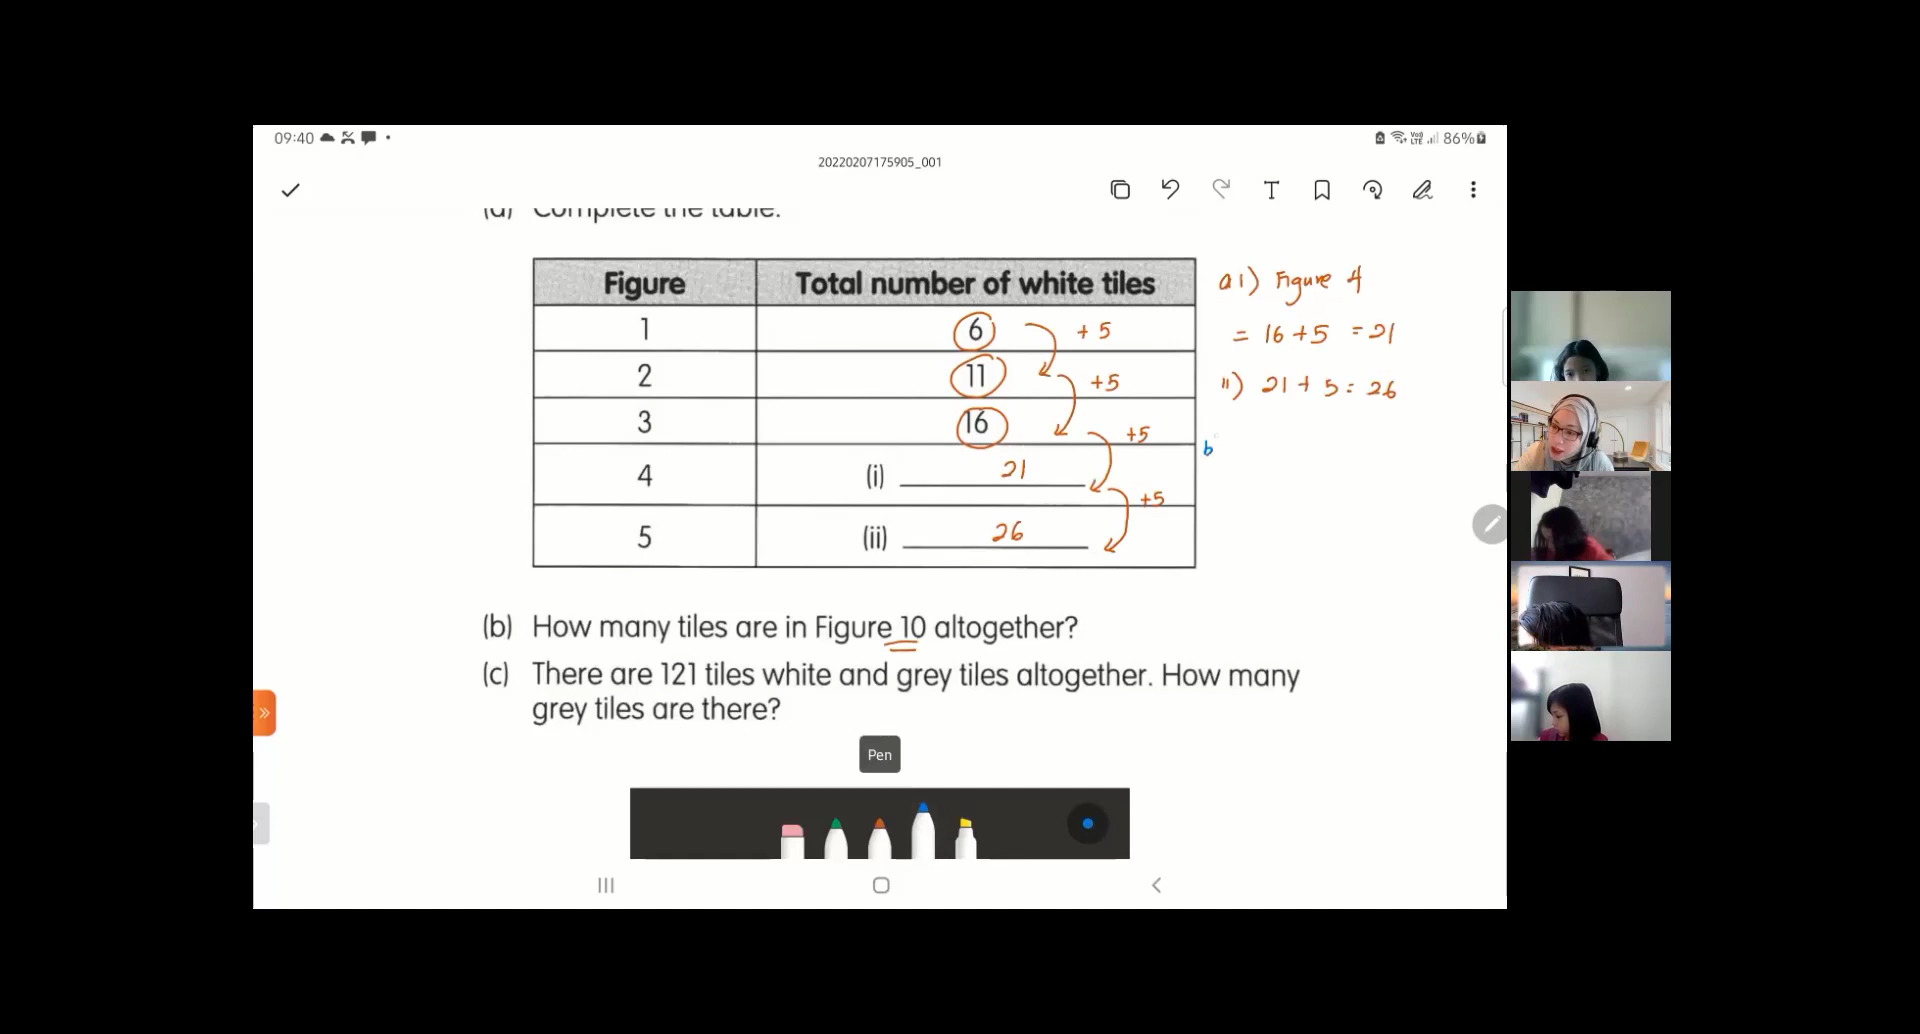 09:40
86%
20220207175905_001
(a) Complete the table.
Figure Total number of white tiles
1 6 +5
2 11 +5
3 16 +5
4 (i) 21 +5
5 (ii) 26
a i) Figure 4
= 16 + 5 = 21
ii) 21 + 5 = 26
b
(b) How many tiles are in Figure 10 altogether?
(c) There are 121 tiles white and grey tiles altogether. How many
grey tiles are there?
Pen